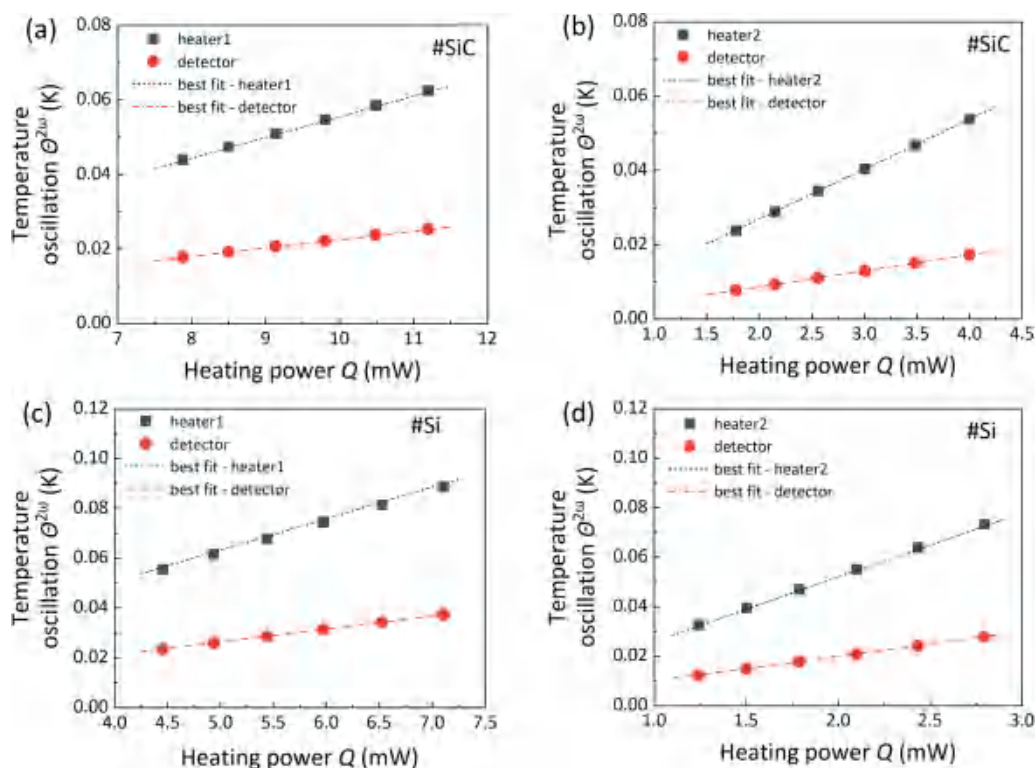 (a)
#SiC
heater1
detector
best fit - heater1
best fit - detector
Temperature
oscillation Θ²ω (K)
0.08
0.06
0.04
0.02
0.00
7 8 9 10 11 12
Heating power Q (mW)
(b)
#SiC
heater2
detector
best fit - heater2
best fit - detector
Temperature
oscillation Θ²ω (K)
0.08
0.06
0.04
0.02
0.00
1.0 1.5 2.0 2.5 3.0 3.5 4.0 4.5
Heating power Q (mW)
(c)
#Si
heater1
detector
best fit - heater1
best fit - detector
Temperature
oscillation Θ²ω (K)
0.12
0.10
0.08
0.06
0.04
0.02
0.00
4.0 4.5 5.0 5.5 6.0 6.5 7.0 7.5
Heating power Q (mW)
(d)
#Si
heater2
detector
best fit - heater2
best fit - detector
Temperature
oscillation Θ²ω (K)
0.12
0.10
0.08
0.06
0.04
0.02
0.00
1.0 1.5 2.0 2.5 3.0
Heating power Q (mW)